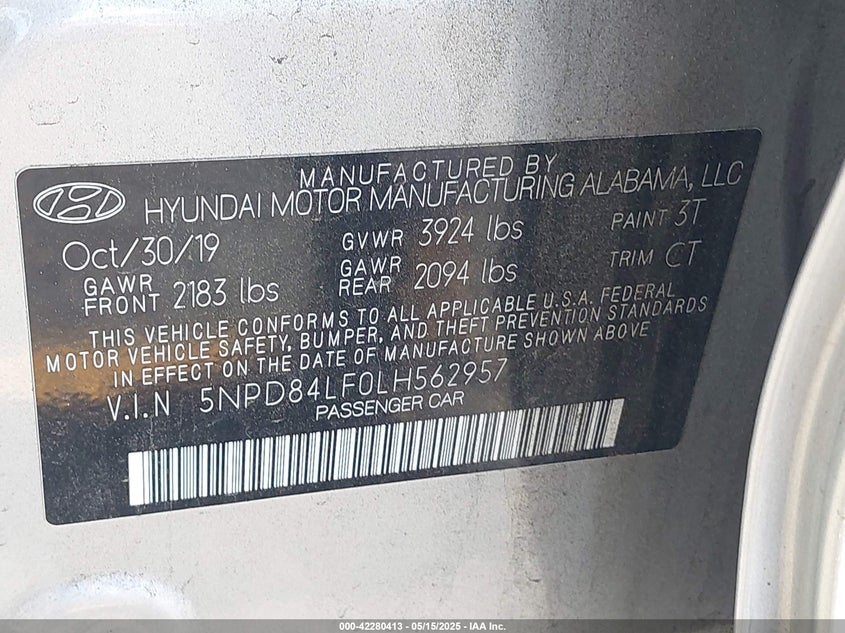 MANUFACTURED BY
HYUNDAI MOTOR MANUFACTURING ALABAMA, LLC
Oct/30/19 GVWR 3924 lbs PAINT 3T
GAWR FRONT 2183 lbs GAWR REAR 2094 lbs TRIM CT
THIS VEHICLE CONFORMS TO ALL APPLICABLE U.S.A. FEDERAL
MOTOR VEHICLE SAFETY, BUMPER, AND THEFT PREVENTION STANDARDS
IN EFFECT ON THE DATE OF MANUFACTURE SHOWN ABOVE
V.I.N 5NPD84LF0LH562957
PASSENGER CAR
000-42280413 - 05/15/2025 - IAA Inc.